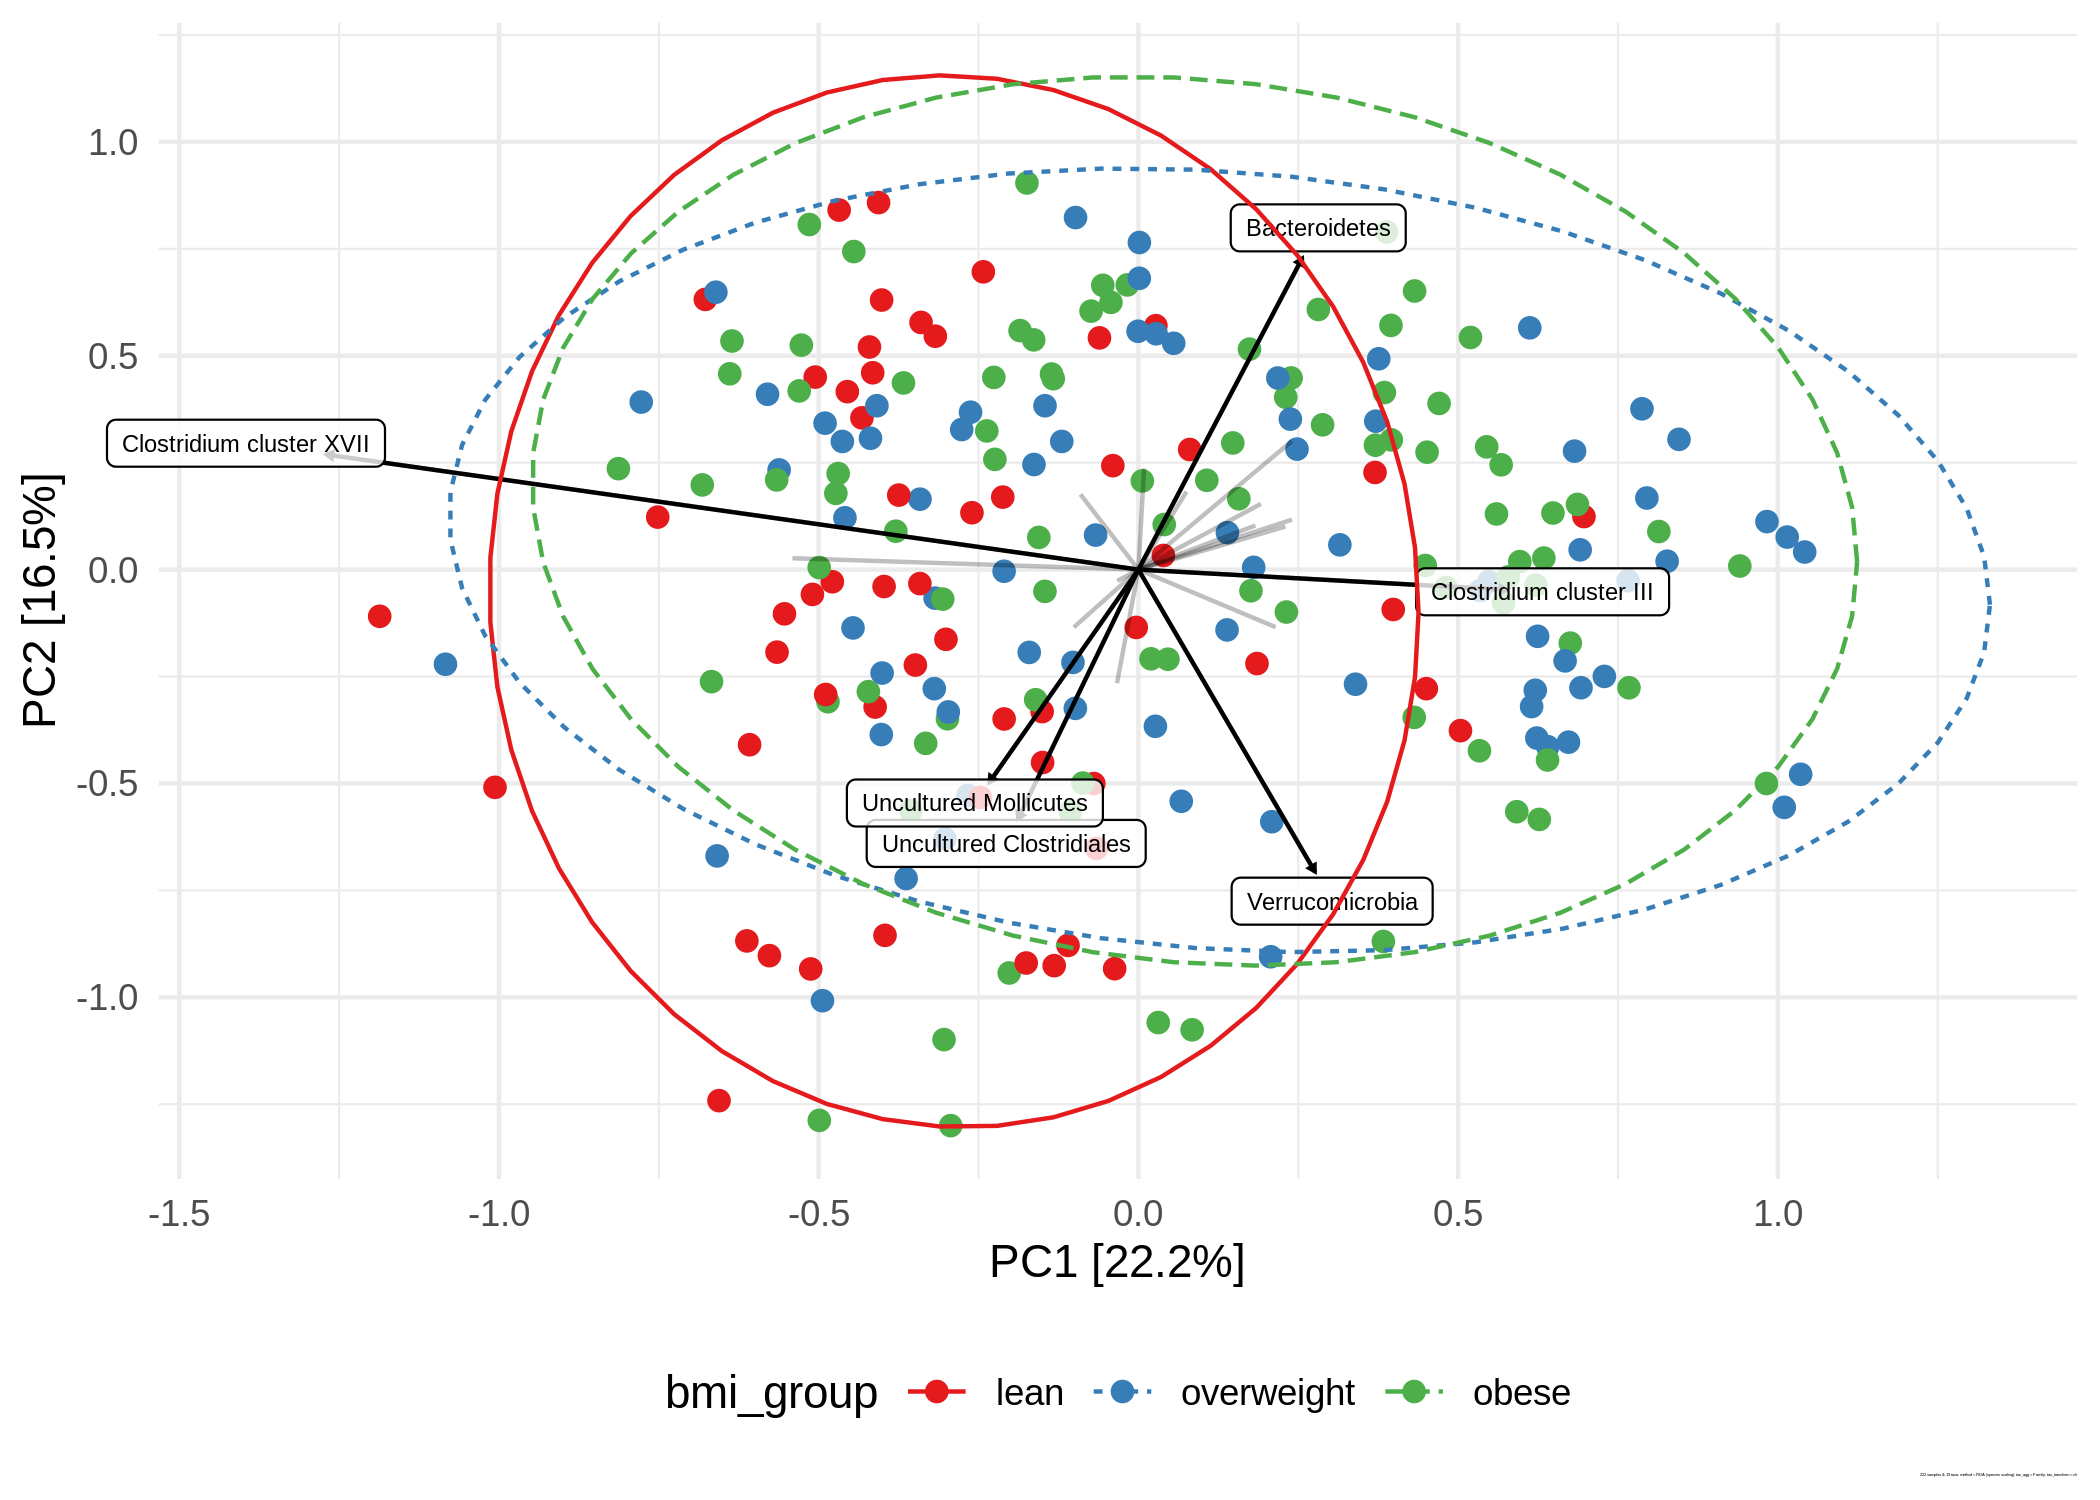 1.0
0.5
0.0
-0.5
-1.0
PC2 [16.5%]
Bacteroidetes
Clostridium cluster XVII
Clostridium cluster III
Uncultured Mollicutes
Uncultured Clostridiales
Verrucomicrobia
-1.5 -1.0 -0.5 0.0 0.5 1.0
PC1 [22.2%]
bmi_group lean overweight obese